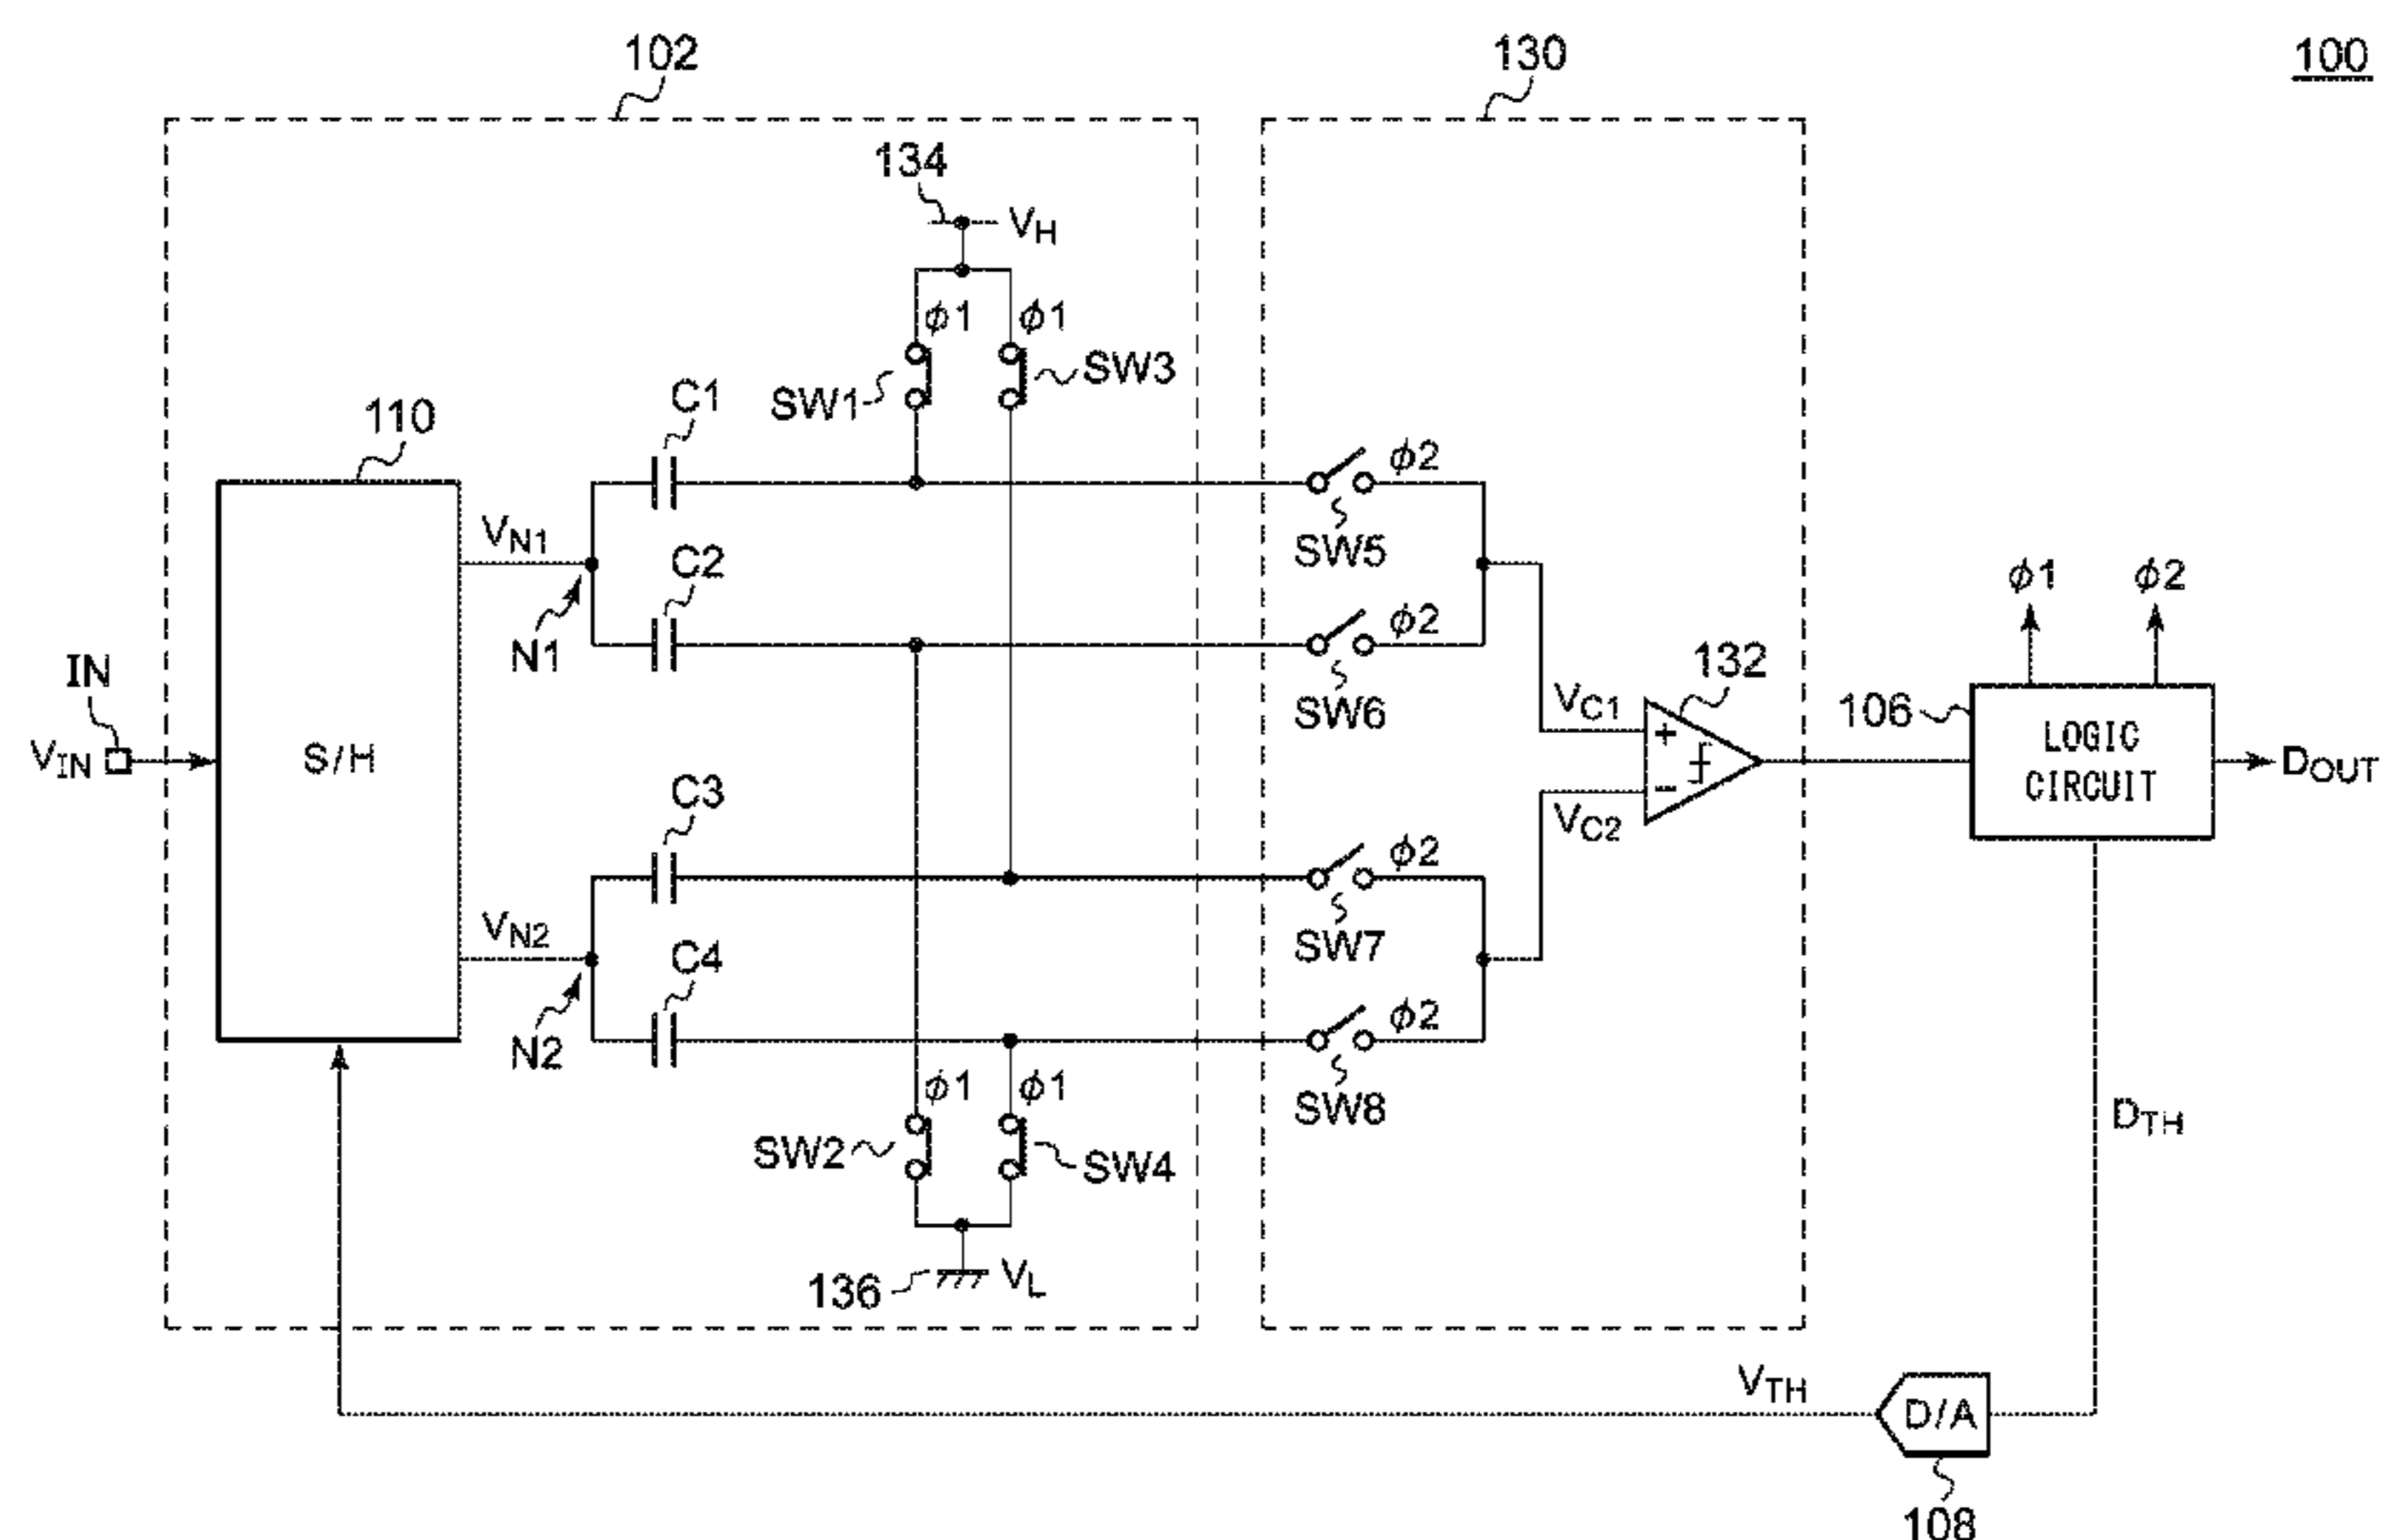 102
130
100
134
VH
φ1
φ1
SW1
SW3
110
C1
φ2
VN1
SW5
C2
φ2
φ1
φ2
N1
IN
SW6
132
VC1
106
VIN
S/H
+
LOGIC
CIRCUIT
DOUT
C3
−
VC2
φ2
VN2
SW7
C4
φ2
N2
φ1
φ1
SW8
DTH
SW2
SW4
136
VL
VTH
D/A
108